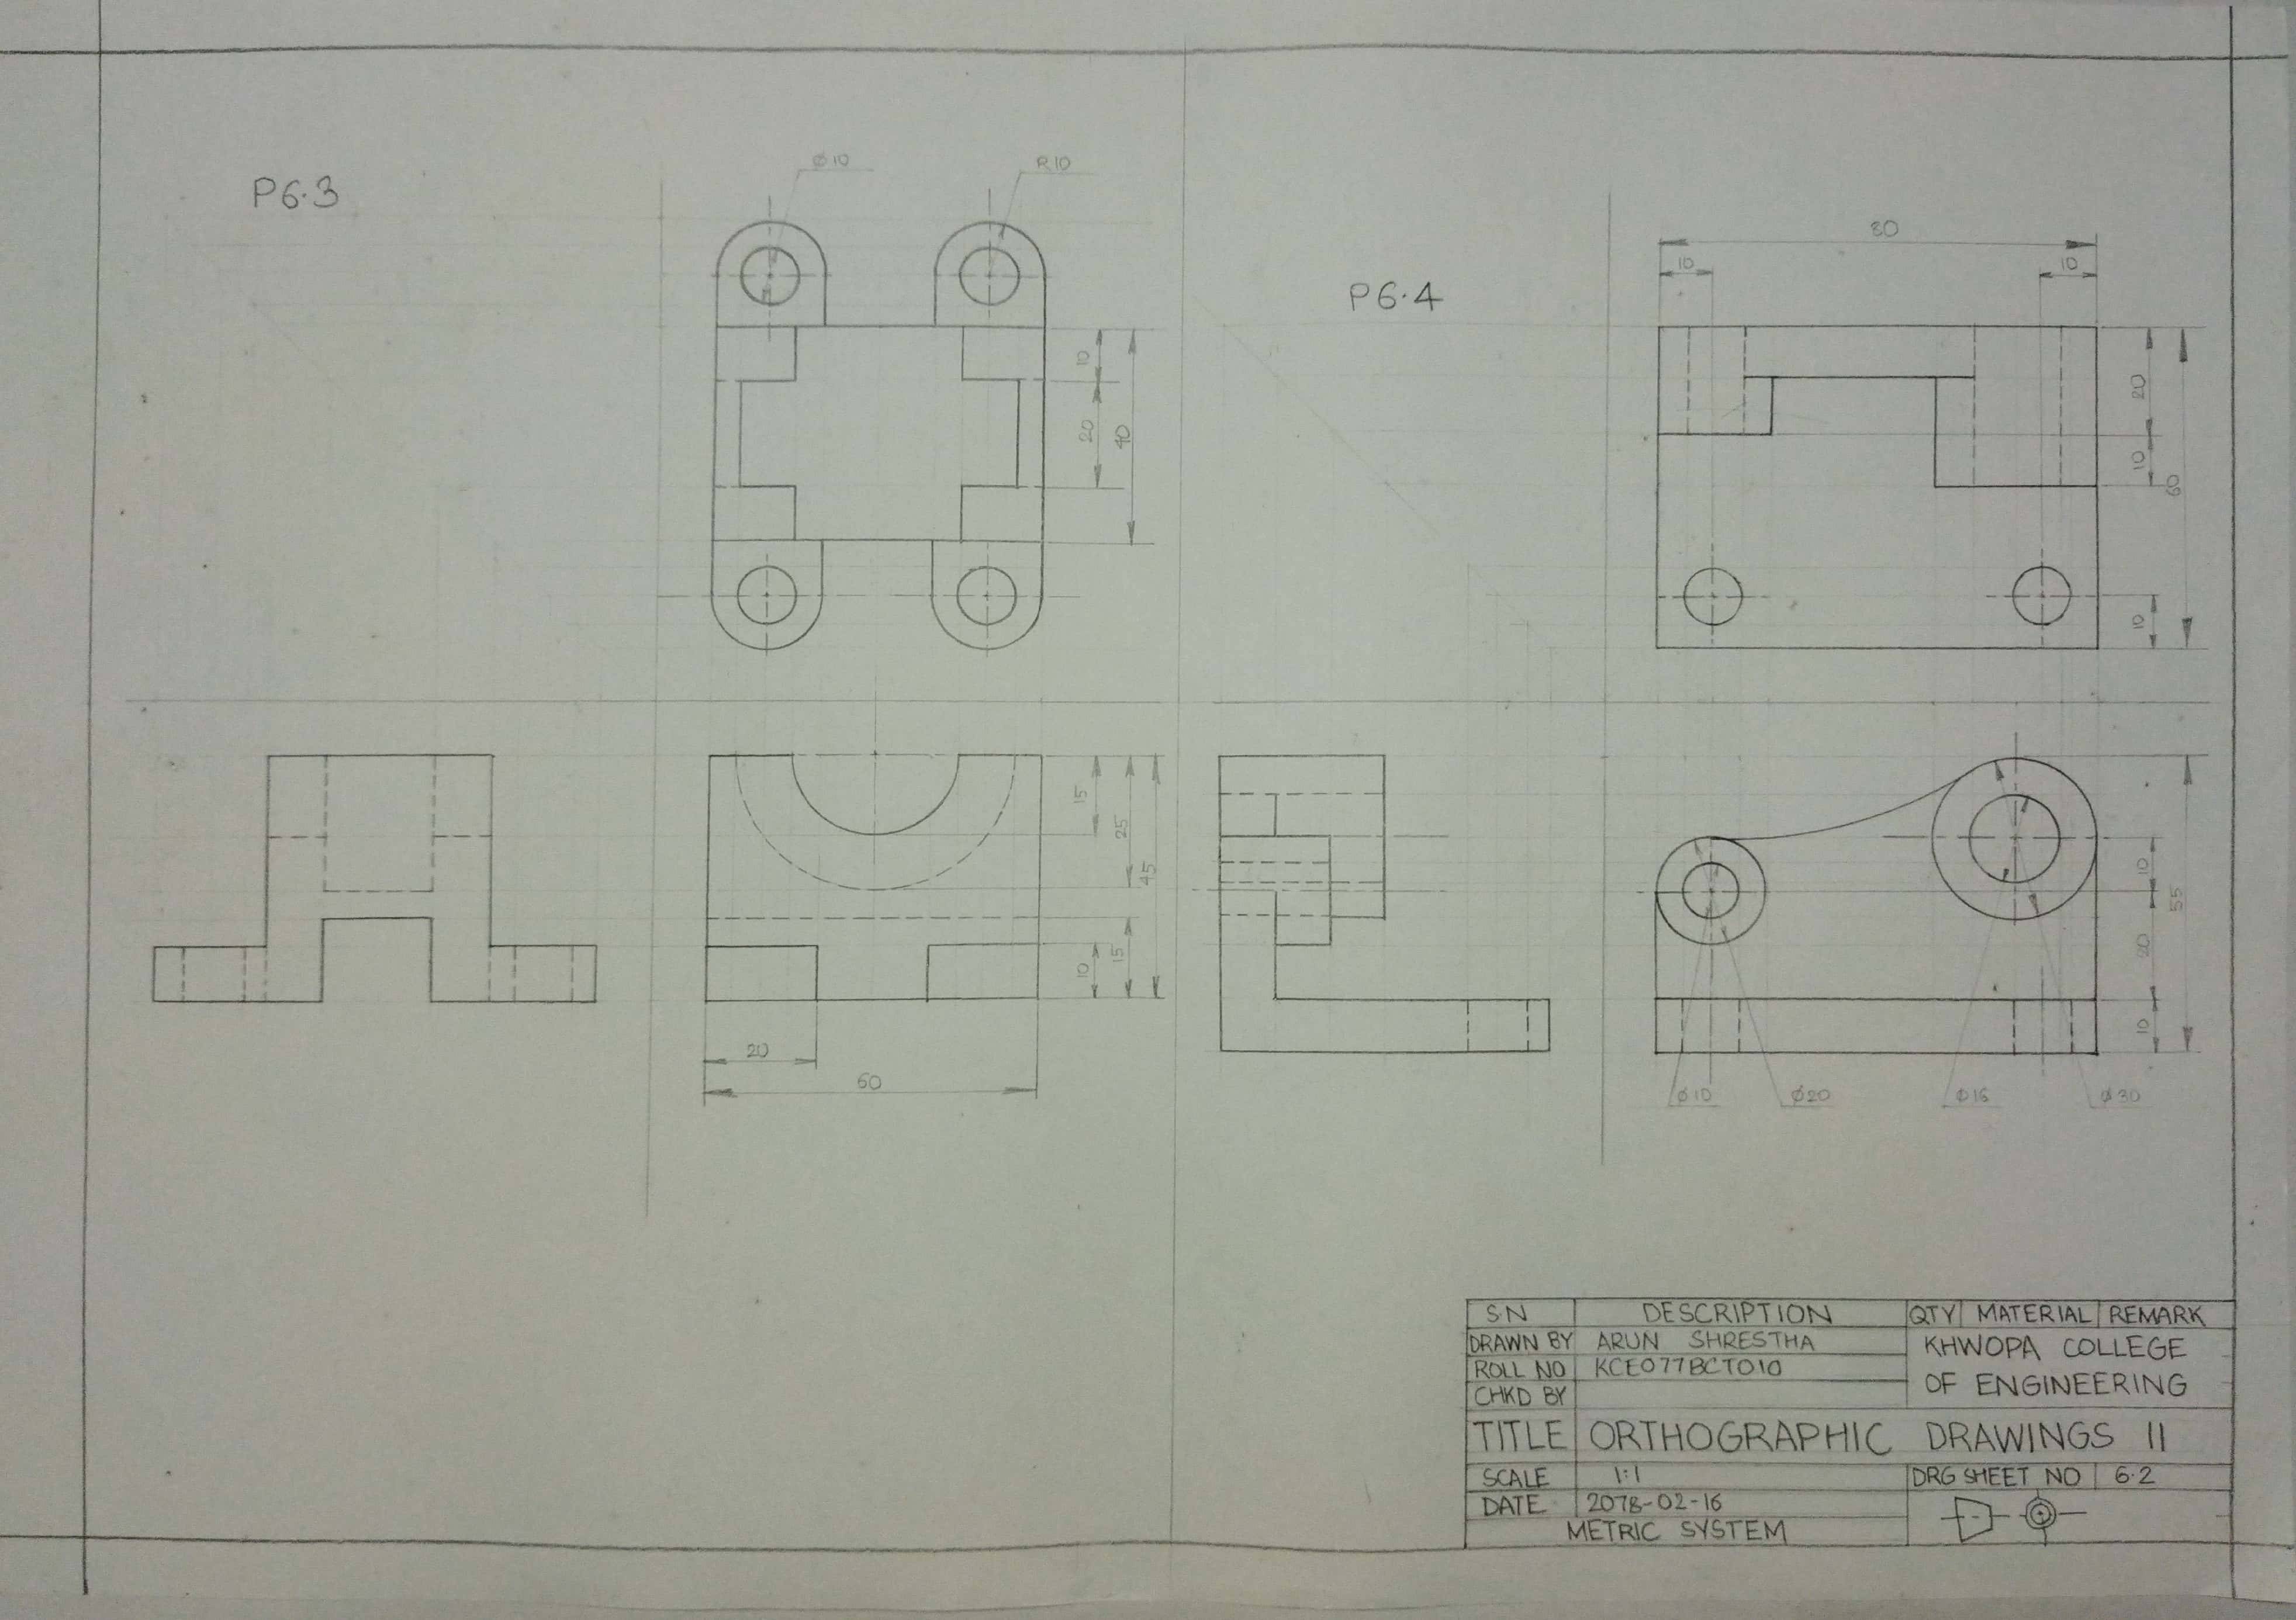 P6.3
Ø10
R10
10
20
40
15
25
45
10
15
20
60
P6.4
80
10
10
20
10
60
10
10
20
55
10
Ø10
Ø20
Ø16
Ø30
S.N DESCRIPTION QTY MATERIAL REMARK
DRAWN BY ARUN SHRESTHA
ROLL NO KCE077BCT010
CHKD BY
KHWOPA COLLEGE
OF ENGINEERING
TITLE ORTHOGRAPHIC DRAWINGS II
SCALE 1:1 DRG SHEET NO 6.2
DATE 2078-02-16
METRIC SYSTEM